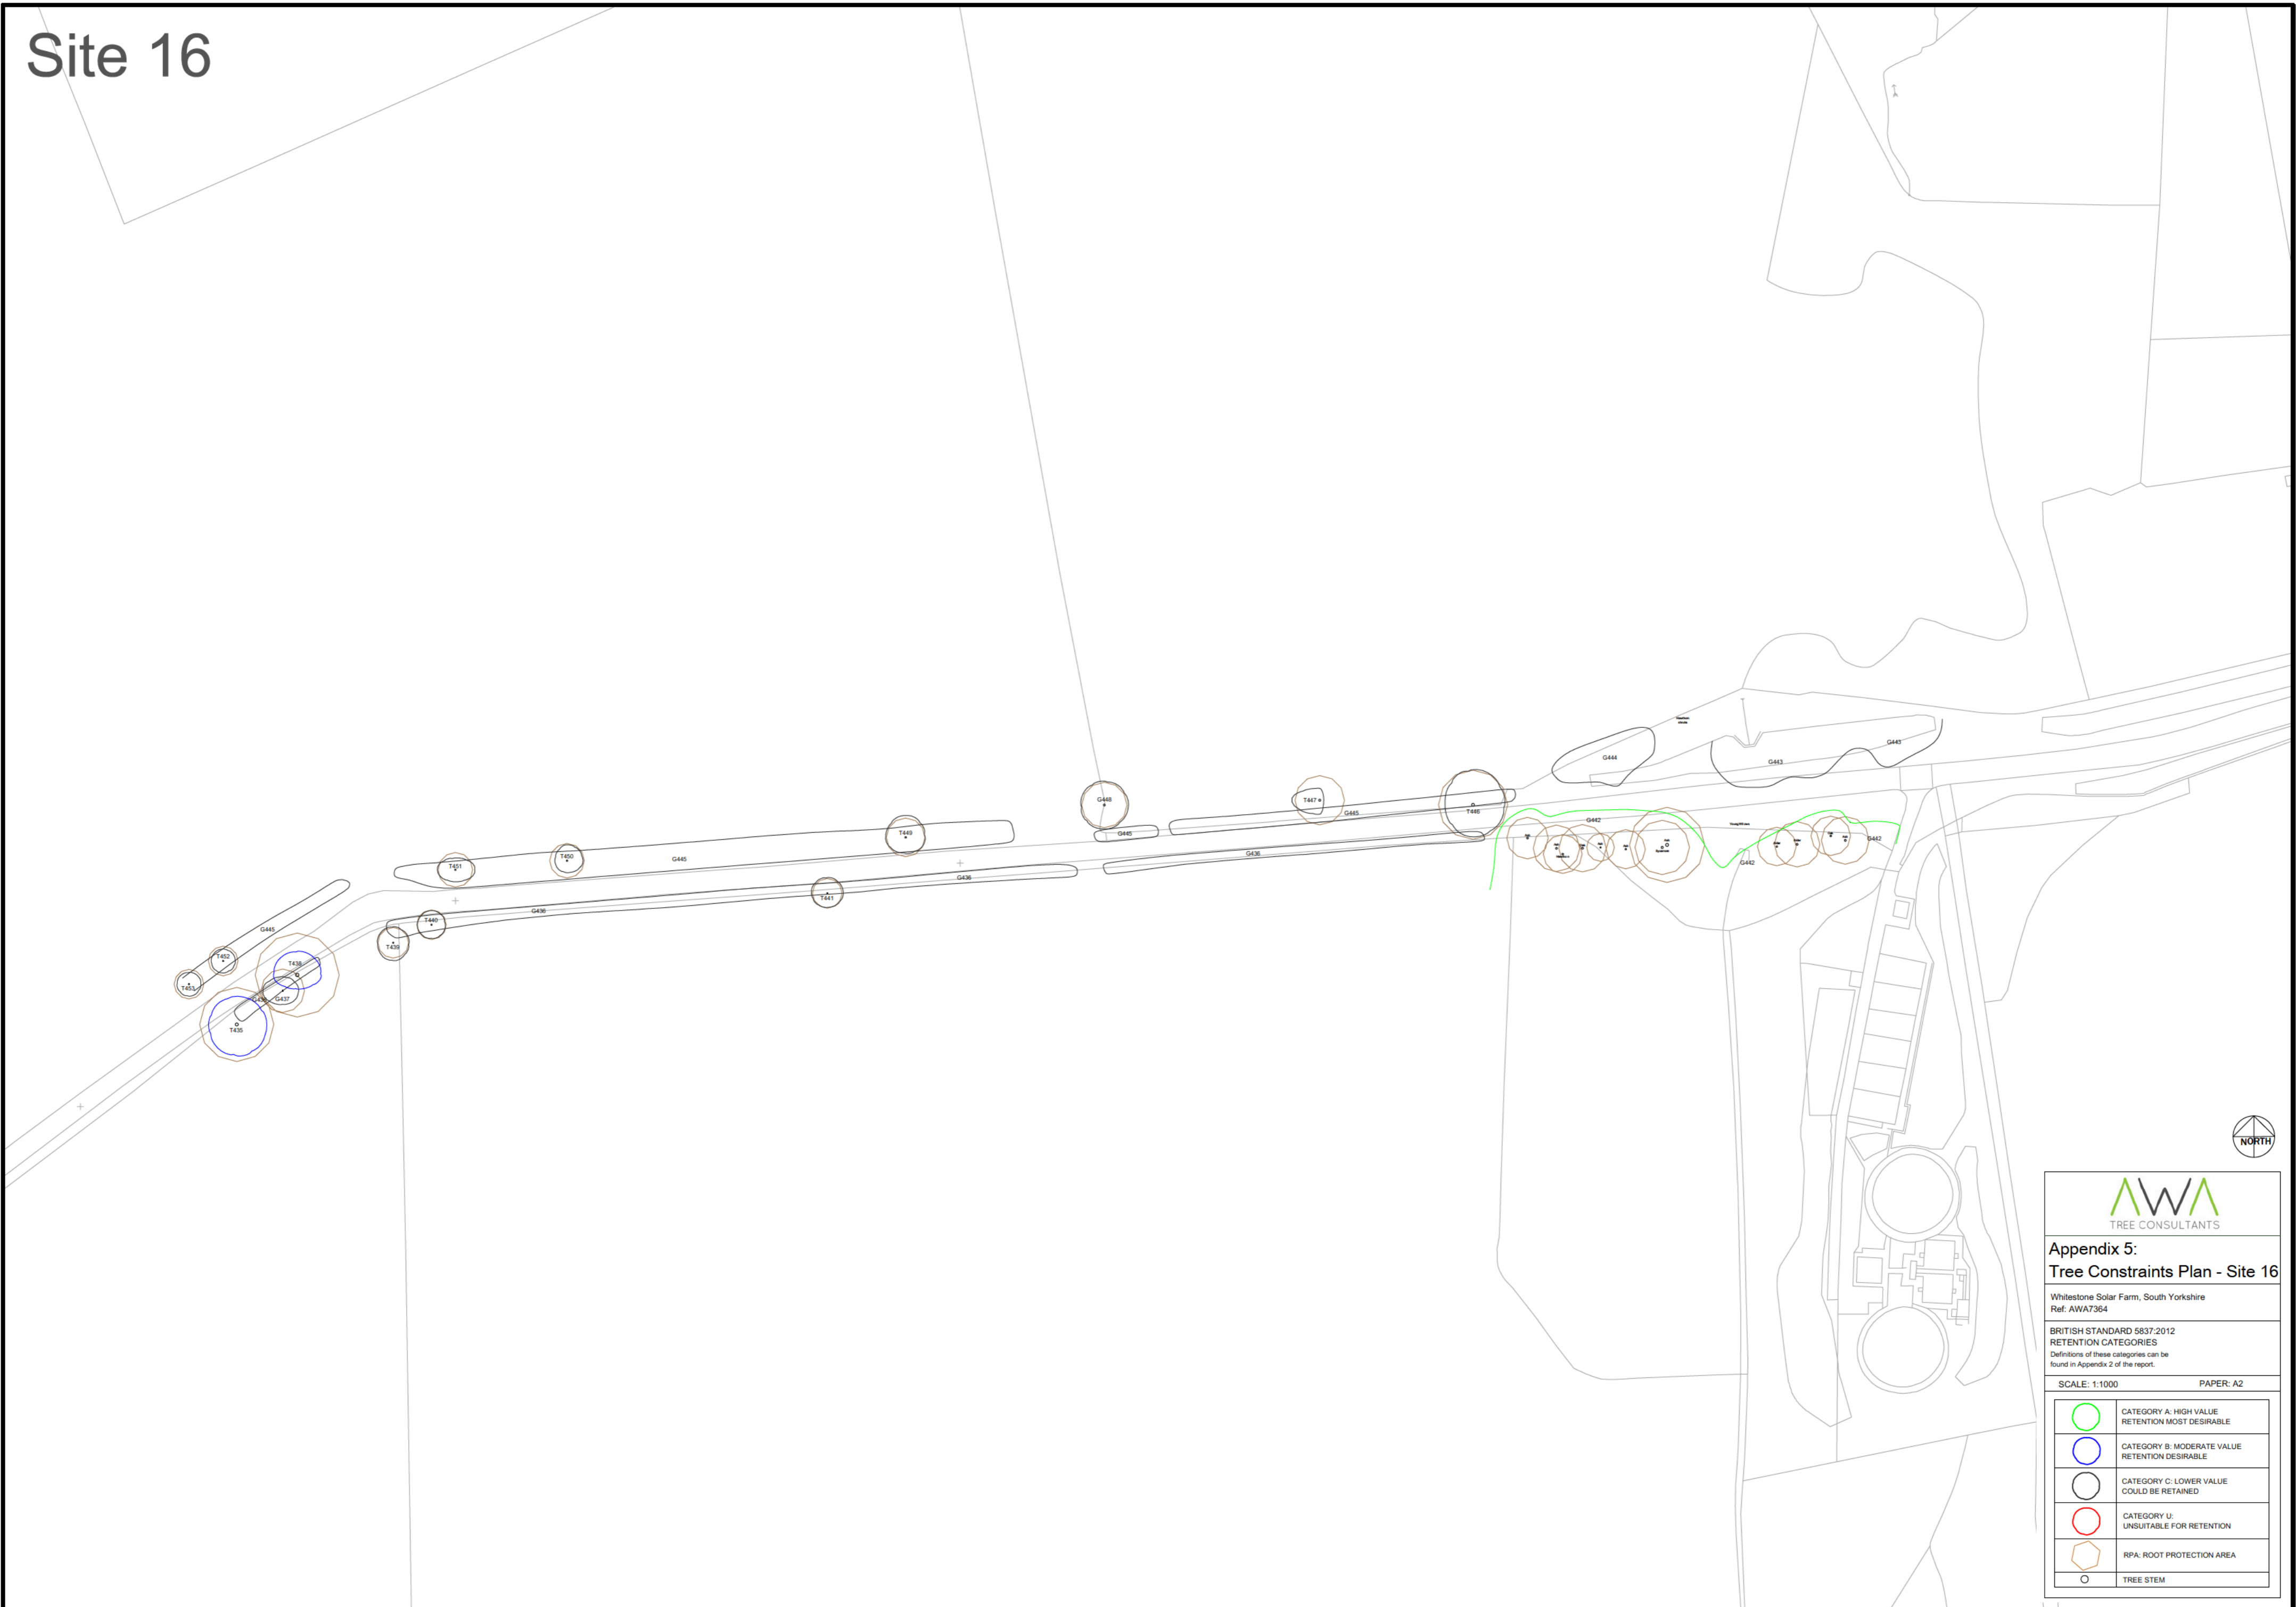 Site 16
G444
G443
G443
G448
T447
G445
T446
G445
G442
T449
G442
G442
T450
G445
G436
T451
G436
T441
G436
T440
G445
T439
T452
T438
T453
G436
G437
T435
NORTH
AWA
TREE CONSULTANTS
Appendix 5:
Tree Constraints Plan - Site 16
Whitestone Solar Farm, South Yorkshire
Ref: AWA7364
BRITISH STANDARD 5837:2012
RETENTION CATEGORIES
Definitions of these categories can be
found in Appendix 2 of the report.
SCALE: 1:1000 PAPER: A2
CATEGORY A: HIGH VALUE
RETENTION MOST DESIRABLE
CATEGORY B: MODERATE VALUE
RETENTION DESIRABLE
CATEGORY C: LOWER VALUE
COULD BE RETAINED
CATEGORY U:
UNSUITABLE FOR RETENTION
RPA: ROOT PROTECTION AREA
TREE STEM